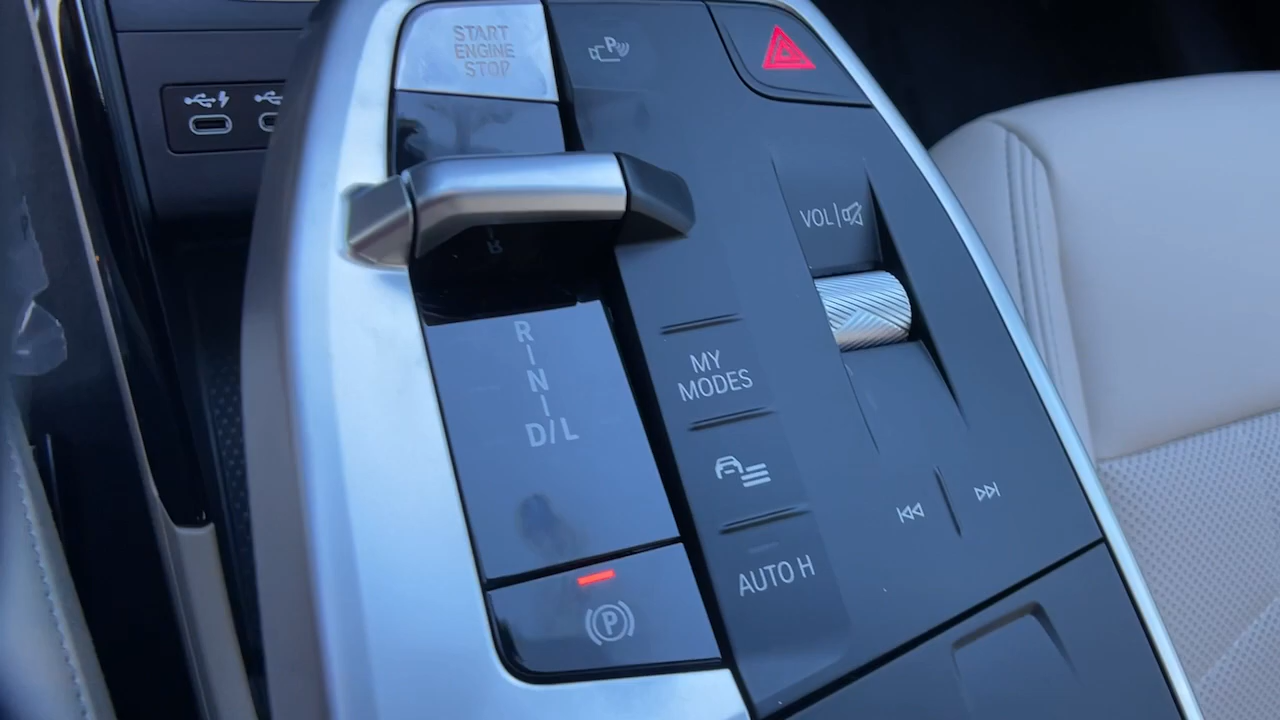 START
ENGINE
STOP
P
VOL
R
N
D/L
MY
MODES
AUTO H
P